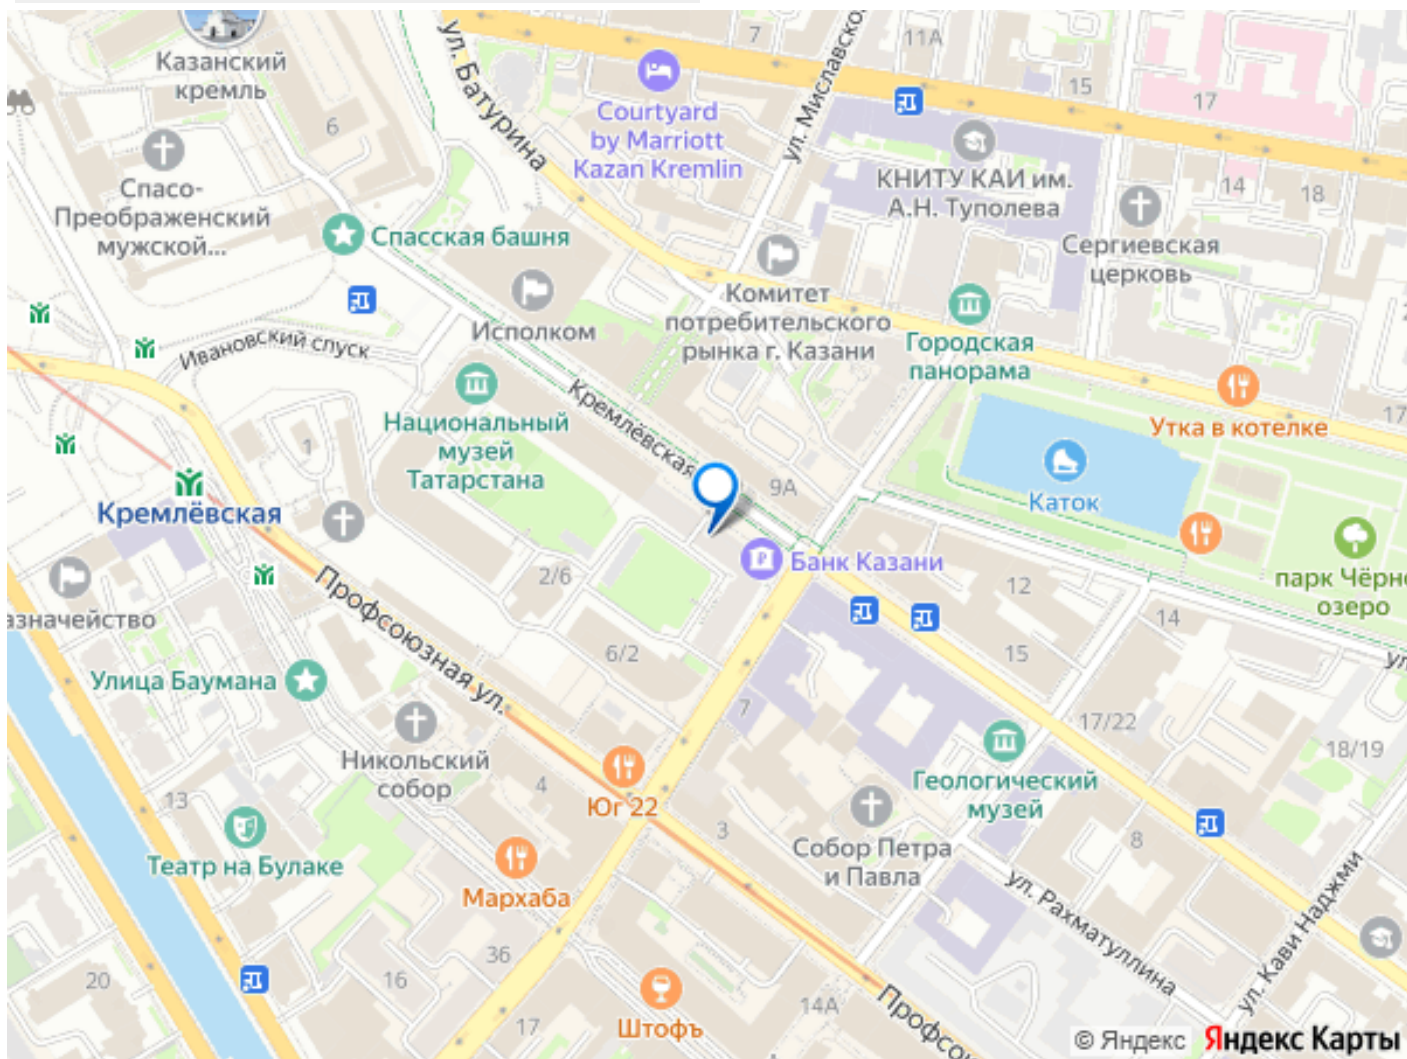 Казанский
кремль
6
ул. Батурина
7
ул. Миславско
11А
15
17
Courtyard
by Marriott
Kazan Kremlin
КНИТУ КАИ им.
А.Н. Туполева
14
18
Спасо-
Преображенский
мужской...
Спасская башня
Сергиевская
церковь
Исполком
Комитет
потребительского
рынка г. Казани
Городская
панорама
Ивановский спуск
Национальный
музей
Татарстана
Кремлёвская
1
9А
Утка в котелке
17
Каток
Кремлёвская
Банк Казани
парк Чёрн
озеро
азначейство
2/6
12
14
Профсоюзная ул.
6/2
15
ул
Улица Баумана
7
17/22
18/19
Никольский
собор
4
Геологический
музей
13
Юг 22
3
8
Театр на Булаке
Собор Петра
и Павла
Мархаба
ул. Рахматуллина
ул. Кави Наджми
36
20
16
14А
17
Штофъ
Профсо
© Яндекс Яндекс Карты